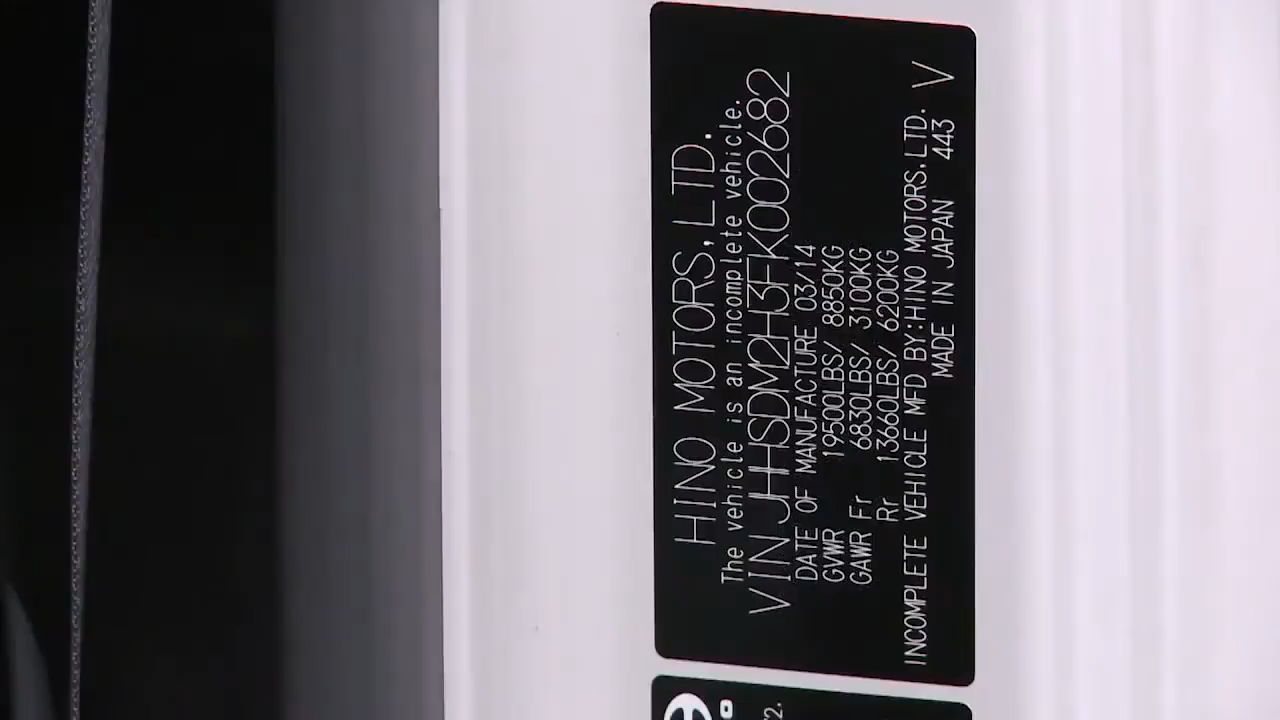 HINO MOTORS,LTD.
The vehicle is an incomplete vehicle.
VIN JHHSDM2H3FK002682
DATE OF MANUFACTURE 03/14
GVWR 19500LBS/ 8850KG
GAWR Fr 6830LBS/ 3100KG
Rr 13660LBS/ 6200KG
INCOMPLETE VEHICLE MFD BY:HINO MOTORS,LTD.
MADE IN JAPAN 443 V